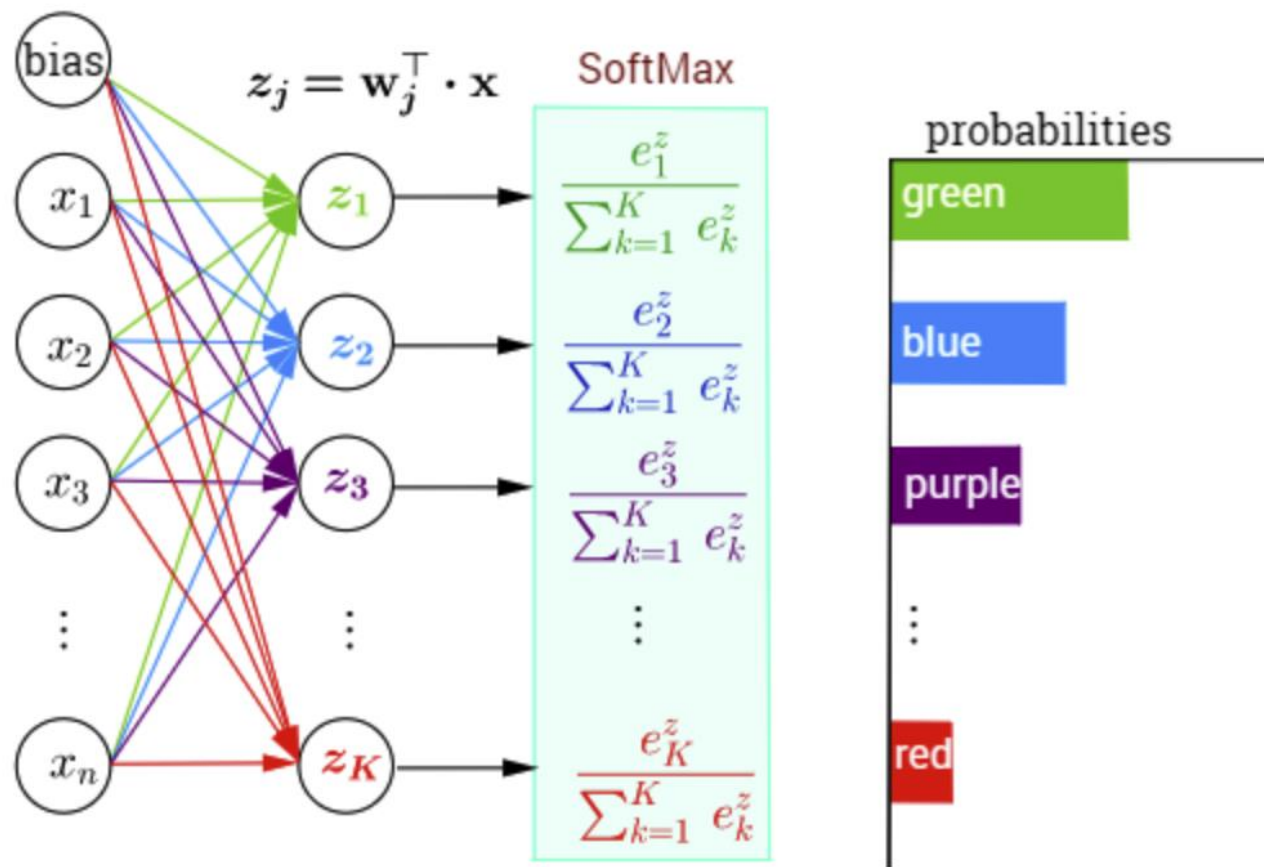 bias
z_j = w_j^⊤ · x
SoftMax
probabilities
x_1
z_1
e_1^z / ∑_{k=1}^K e_k^z
green
x_2
z_2
e_2^z / ∑_{k=1}^K e_k^z
blue
x_3
z_3
e_3^z / ∑_{k=1}^K e_k^z
purple
⋮
⋮
⋮
⋮
x_n
z_K
e_K^z / ∑_{k=1}^K e_k^z
red